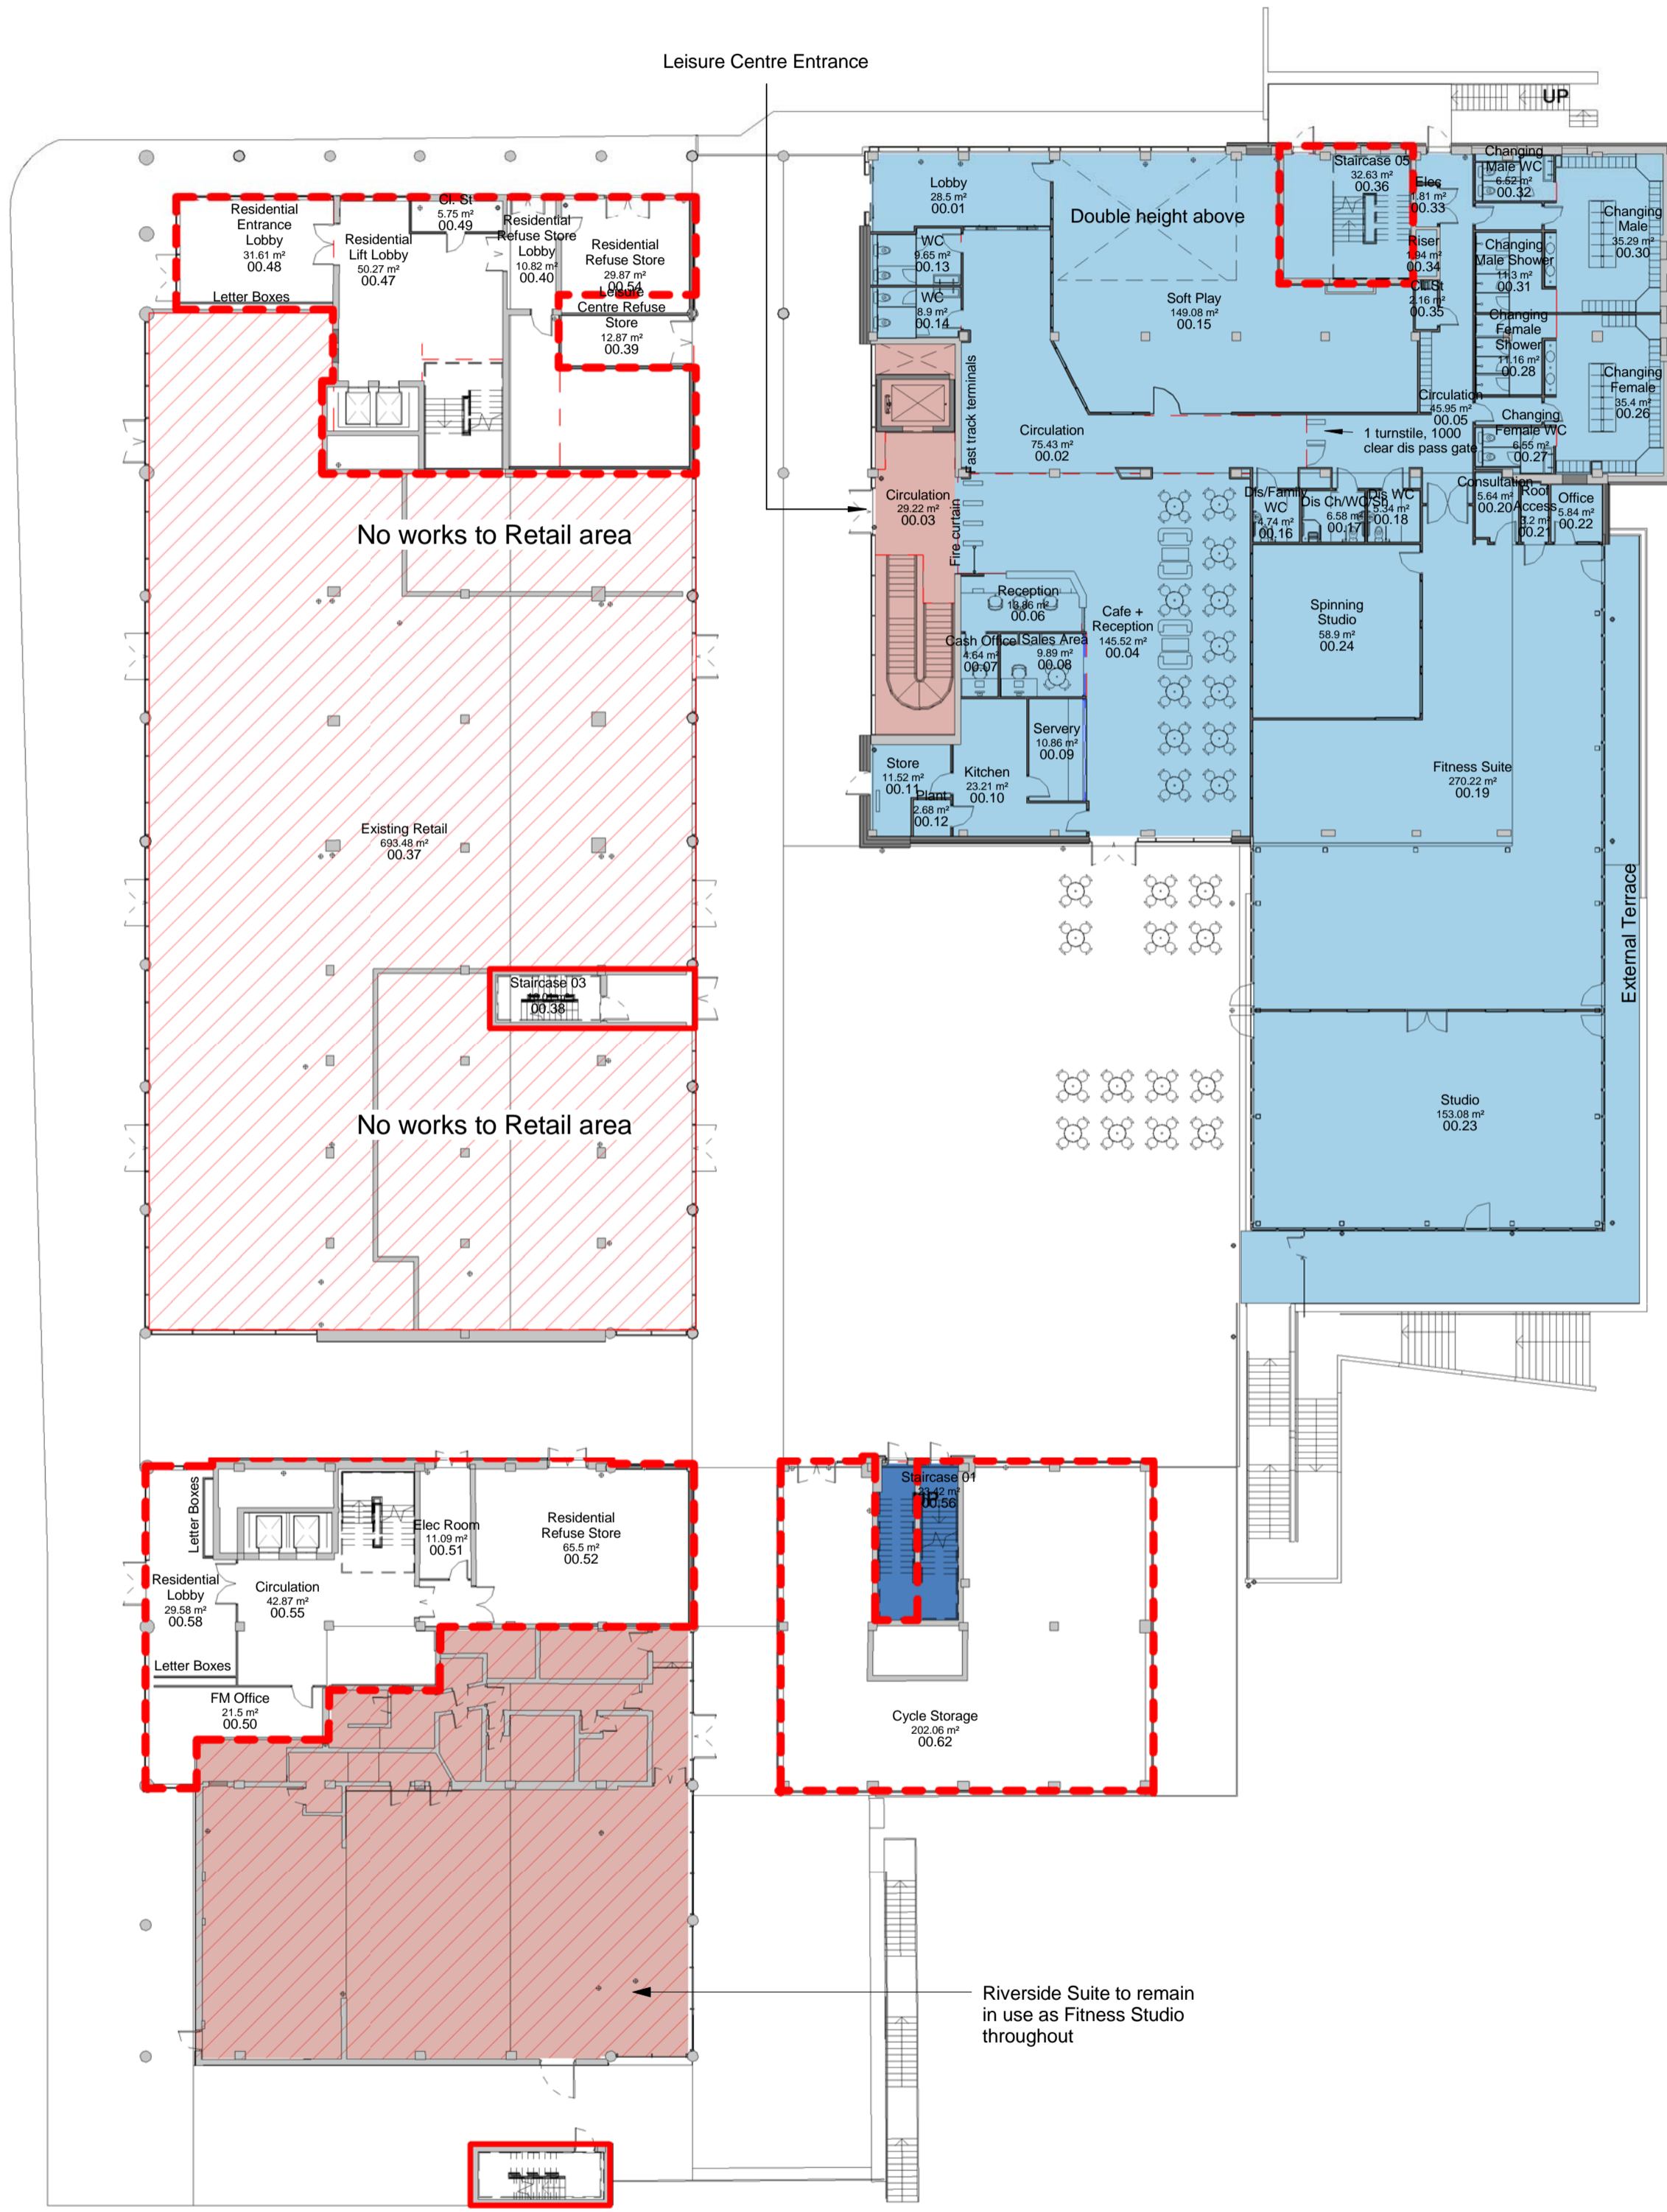 Leisure Centre Entrance
UP
Residential
Entrance
Lobby
31.61 m²
00.48
Letter Boxes
Residential
Lift Lobby
50.27 m²
00.47
Cl. St
5.75 m²
00.49
Residential
Refuse Store
Lobby
10.82 m²
00.40
Residential
Refuse Store
29.87 m²
00.54
Leisure
Centre Refuse
Store
12.87 m²
00.39
Lobby
28.5 m²
00.01
Double height above
WC
9.65 m²
00.13
WC
8.9 m²
00.14
Soft Play
149.08 m²
00.15
Staircase 05
32.63 m²
00.36
Elec
1.81 m²
00.33
Riser
1.94 m²
00.34
Cl. St
2.16 m²
00.35
Changing
Male WC
6.52 m²
00.32
Changing
Male
35.29 m²
00.30
Changing
Male Shower
11.3 m²
00.31
Changing
Female
Shower
11.16 m²
00.28
Changing
Female
35.4 m²
00.26
Circulation
45.95 m²
00.05
Changing
Female WC
6.55 m²
00.27
Fast track terminals
Circulation
75.43 m²
00.02
1 turnstile, 1000
clear dis pass gate
Circulation
29.22 m²
00.03
Fire curtain
Dis/Family
WC
4.74 m²
00.16
Dis Ch/WC/Sh
6.58 m²
00.17
Dis WC
5.34 m²
00.18
Consultation
5.64 m²
00.20
Roof
Access
3.2 m²
00.21
Office
5.84 m²
00.22
No works to Retail area
Reception
13.86 m²
00.06
Cash Office
4.64 m²
00.07
Sales Area
9.89 m²
00.08
Cafe +
Reception
145.52 m²
00.04
Spinning
Studio
58.9 m²
00.24
Servery
10.86 m²
00.09
Store
11.52 m²
00.11
Kitchen
23.21 m²
00.10
Plant
2.68 m²
00.12
Fitness Suite
270.22 m²
00.19
Existing Retail
693.48 m²
00.37
External Terrace
Staircase 03
00.38
Studio
153.08 m²
00.23
No works to Retail area
Letter Boxes
Residential
Lobby
29.58 m²
00.58
Circulation
42.87 m²
00.55
Elec Room
11.09 m²
00.51
Residential
Refuse Store
65.5 m²
00.52
Letter Boxes
FM Office
21.5 m²
00.50
Staircase 01
23.42 m²
UP
00.56
Cycle Storage
202.06 m²
00.62
Riverside Suite to remain
in use as Fitness Studio
throughout